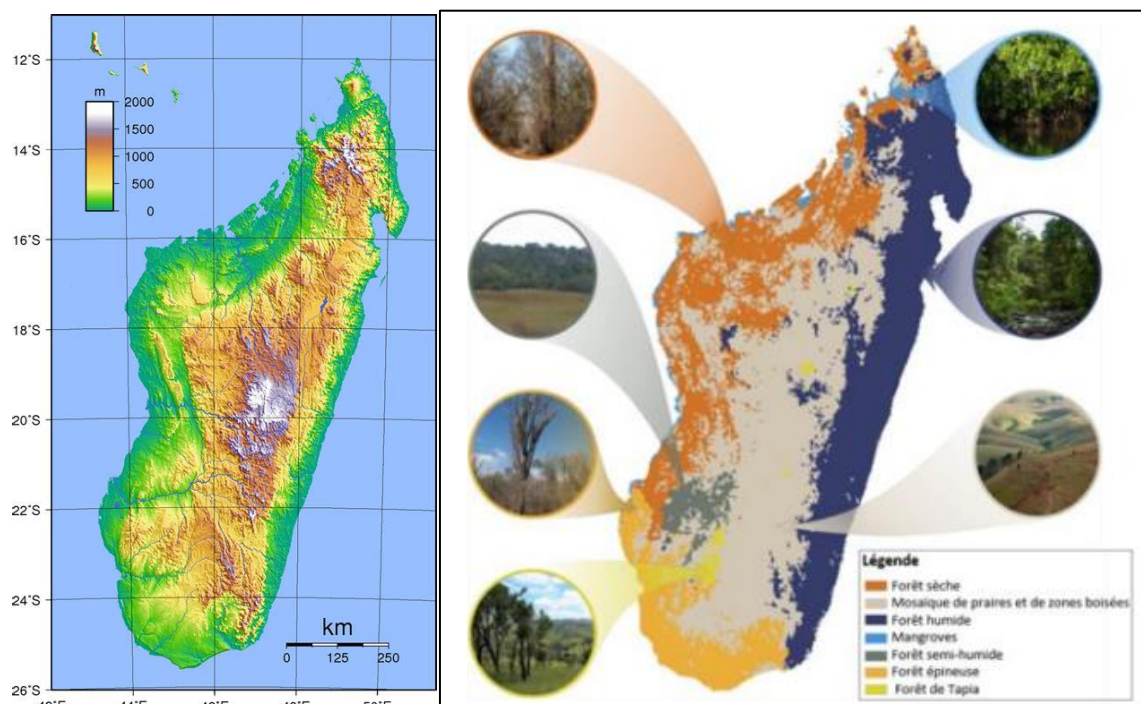 12°S
m
2000
1500
1000
500
0
14°S
16°S
18°S
20°S
22°S
24°S
26°S
km
0 125 250
Légende
Forêt sèche
Mosaïque de praires et de zones boisées
Forêt humide
Mangroves
Forêt semi-humide
Forêt épineuse
Forêt de Tapia